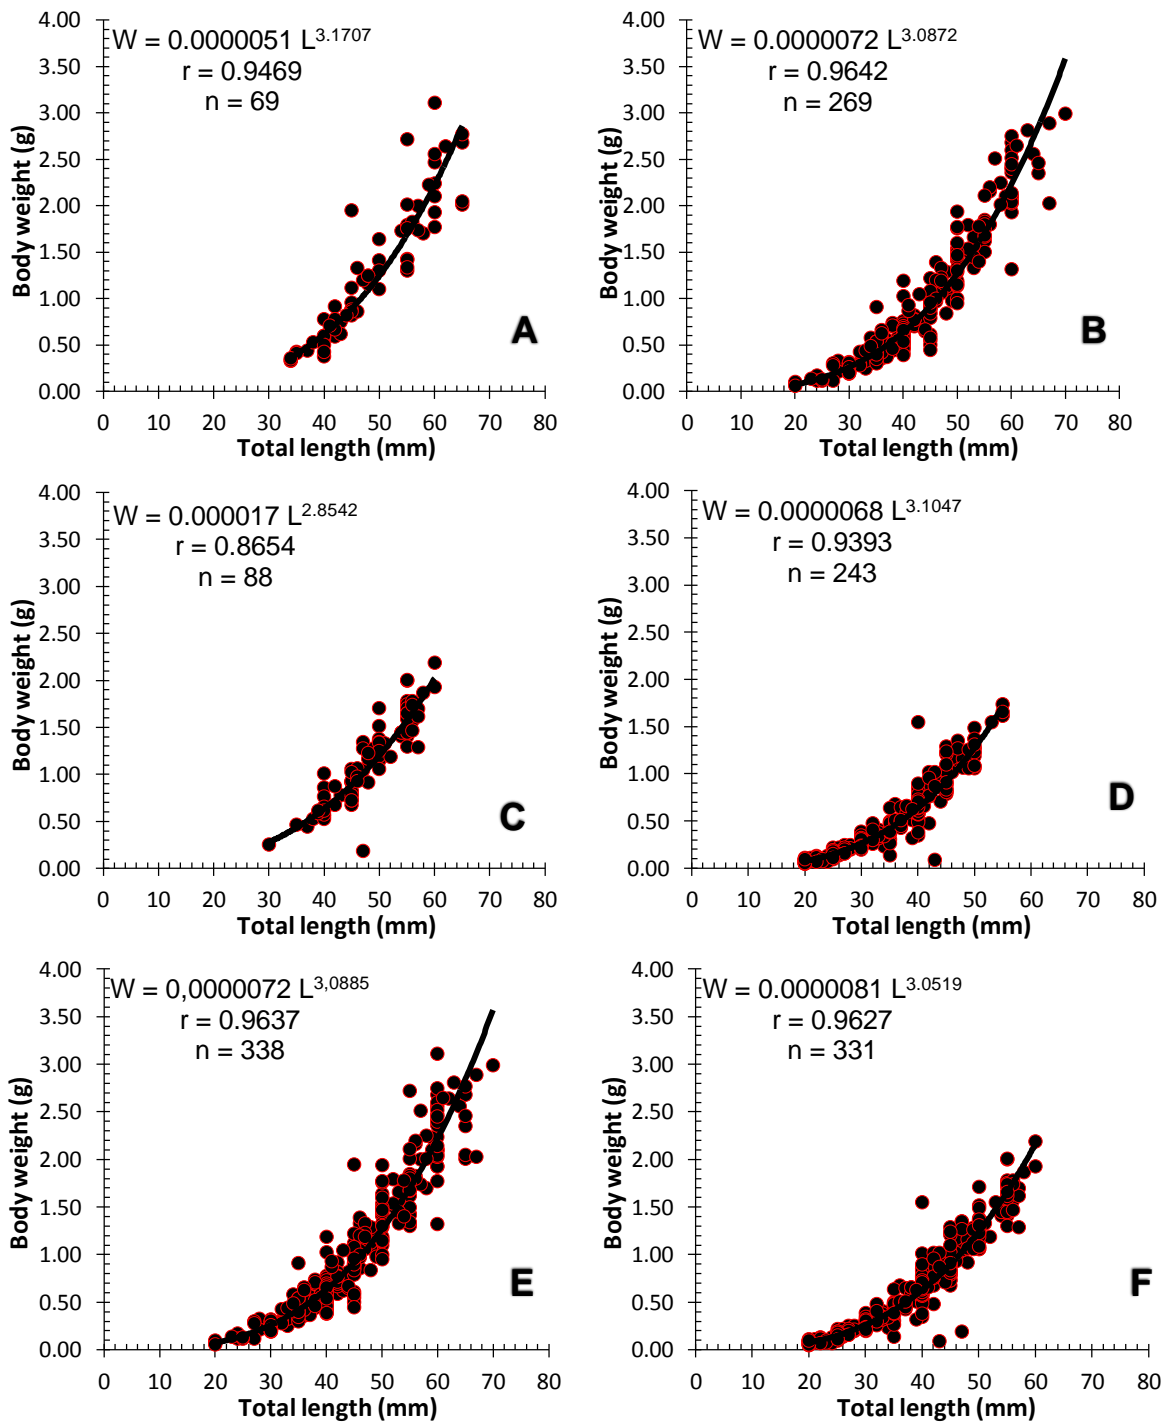 W = 0.0000051 L3.1707
r = 0.9469
n = 69
4.00
3.50
3.00
2.50
2.00
1.50
1.00
0.50
0.00
Body weight (g)
A
0 10 20 30 40 50 60 70 80
Total length (mm)
W = 0.0000072 L3.0872
r = 0.9642
n = 269
4.00
3.50
3.00
2.50
2.00
1.50
1.00
0.50
0.00
Body weight (g)
B
0 10 20 30 40 50 60 70 80
Total length (mm)
W = 0.000017 L2.8542
r = 0.8654
n = 88
4.00
3.50
3.00
2.50
2.00
1.50
1.00
0.50
0.00
Body weight (g)
C
0 10 20 30 40 50 60 70 80
Total length (mm)
W = 0.0000068 L3.1047
r = 0.9393
n = 243
4.00
3.50
3.00
2.50
2.00
1.50
1.00
0.50
0.00
Body weight (g)
D
0 10 20 30 40 50 60 70 80
Total length (mm)
W = 0,0000072 L3,0885
r = 0.9637
n = 338
4.00
3.50
3.00
2.50
2.00
1.50
1.00
0.50
0.00
Body weight (g)
E
0 10 20 30 40 50 60 70 80
Total length (mm)
W = 0.0000081 L3.0519
r = 0.9627
n = 331
4.00
3.50
3.00
2.50
2.00
1.50
1.00
0.50
0.00
Body weight (g)
F
0 10 20 30 40 50 60 70 80
Total length (mm)